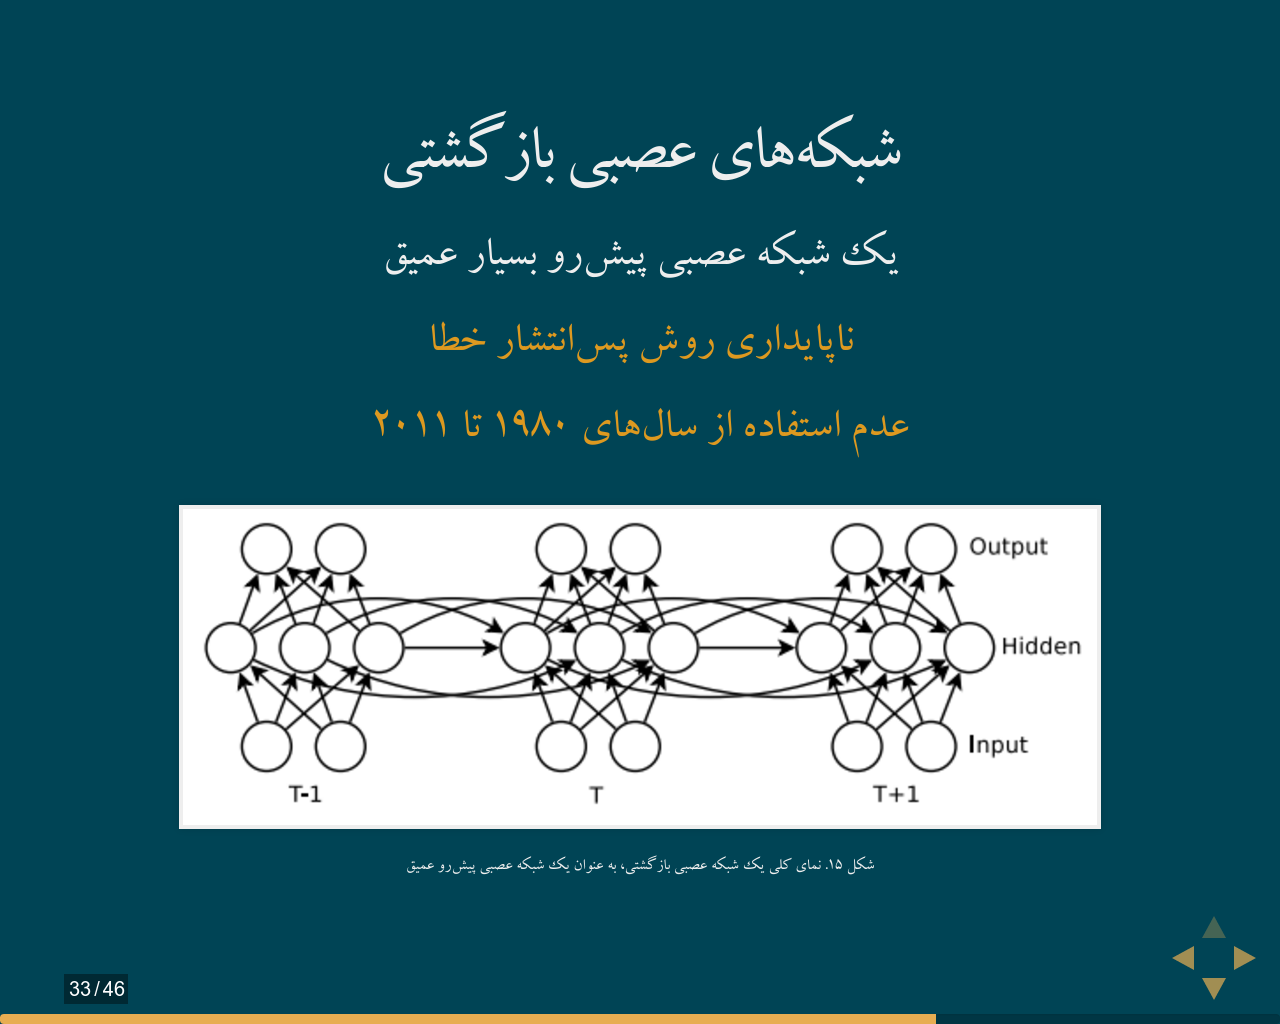 شبکه‌های عصبی بازگشتی
یک شبکه عصبی پیش‌رو بسیار عمیق
ناپایداری روش پس‌انتشار خطا
عدم استفاده از سال‌های ۱۹۸۰ تا ۲۰۱۱
Output
Hidden
Input
T-1
T
T+1
شکل ۱۵. نمای کلی یک شبکه عصبی بازگشتی، به عنوان یک شبکه عصبی پیش‌رو عمیق
33/46